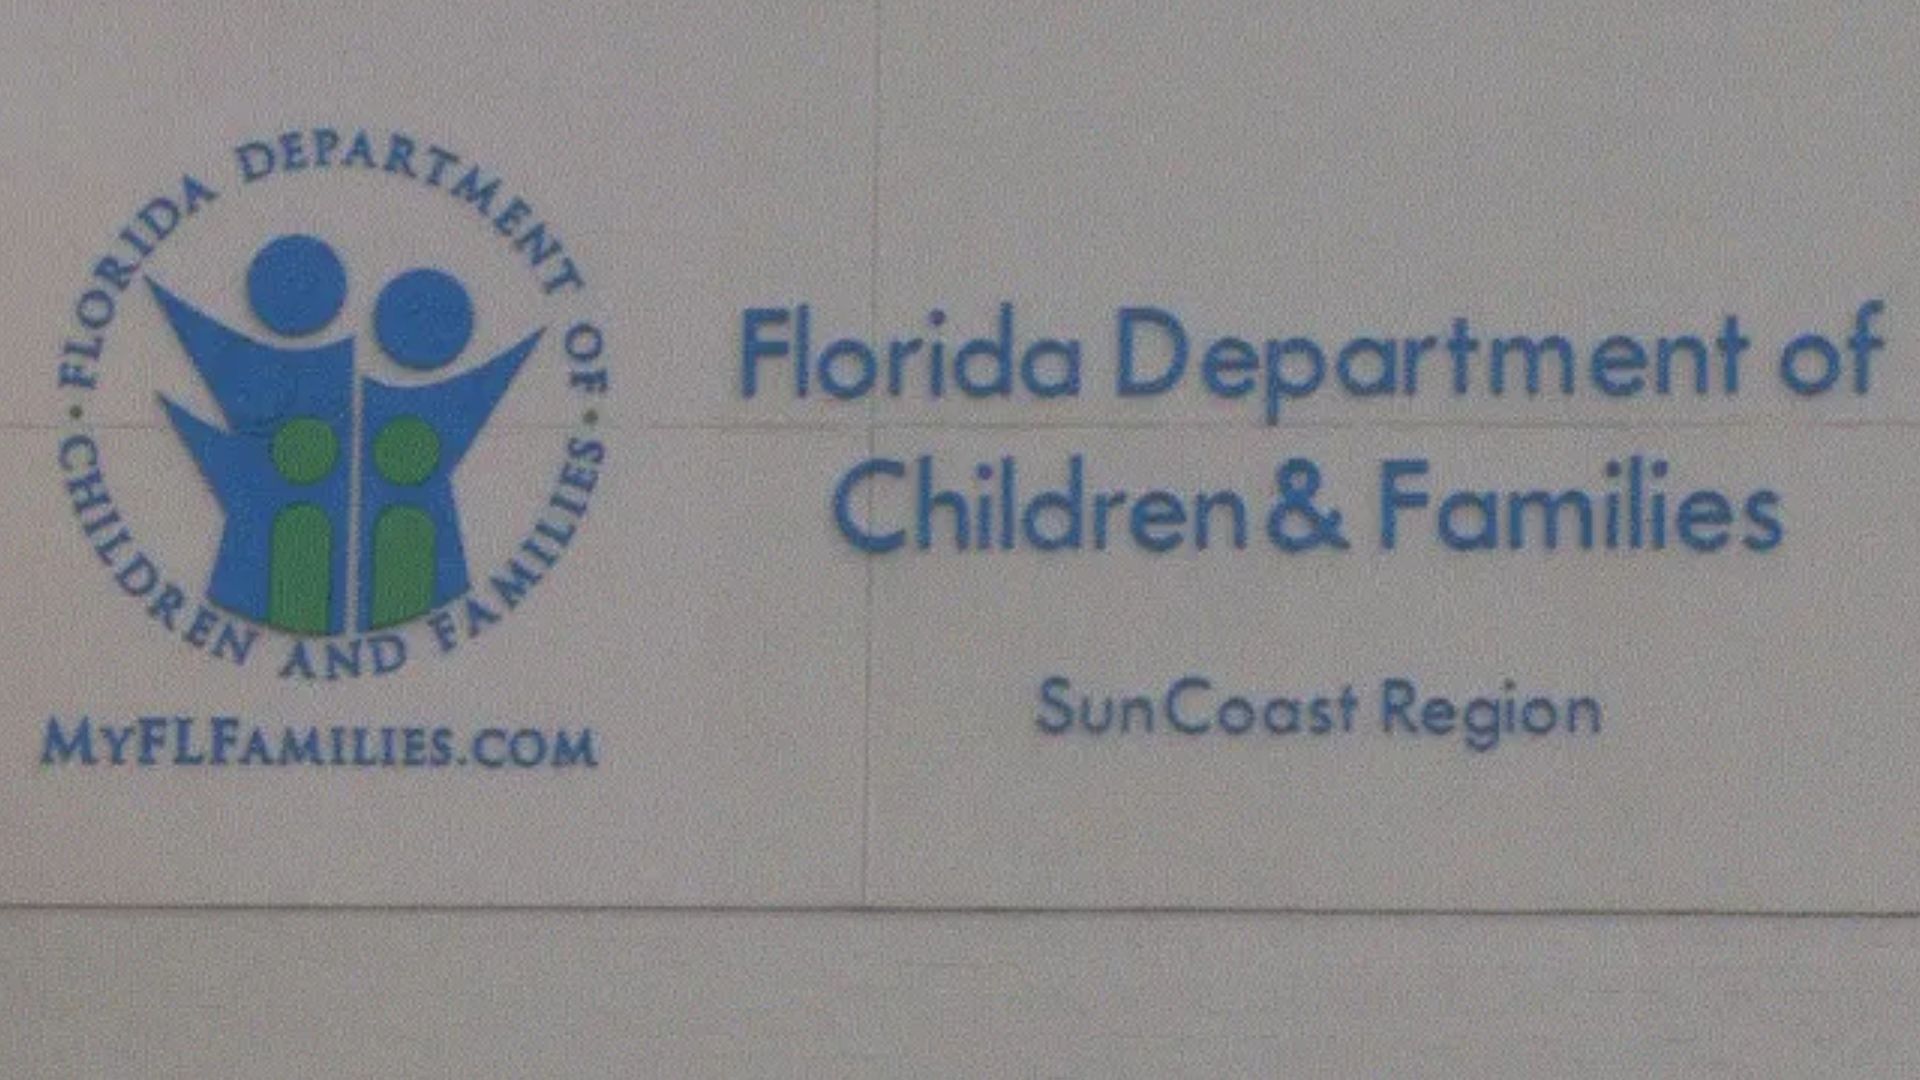 FLORIDA DEPARTMENT OF
• CHILDREN AND FAMILIES •
MYFLFAMILIES.COM
Florida Department of
Children & Families
SunCoast Region